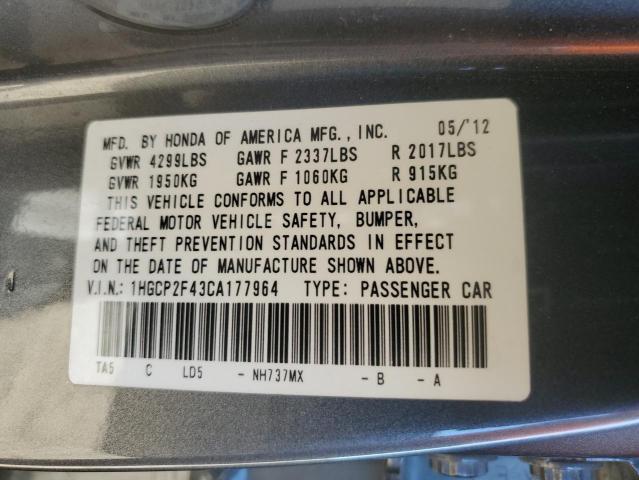 MFD. BY HONDA OF AMERICA MFG., INC. 05/'12
GVWR 4299LBS GAWR F 2337LBS R 2017LBS
GVWR 1950KG GAWR F 1060KG R 915KG
THIS VEHICLE CONFORMS TO ALL APPLICABLE
FEDERAL MOTOR VEHICLE SAFETY, BUMPER,
AND THEFT PREVENTION STANDARDS IN EFFECT
ON THE DATE OF MANUFACTURE SHOWN ABOVE.
V.I.N.: 1HGCP2F43CA177964 TYPE: PASSENGER CAR
TA5 C LD5 - NH737MX - B - A